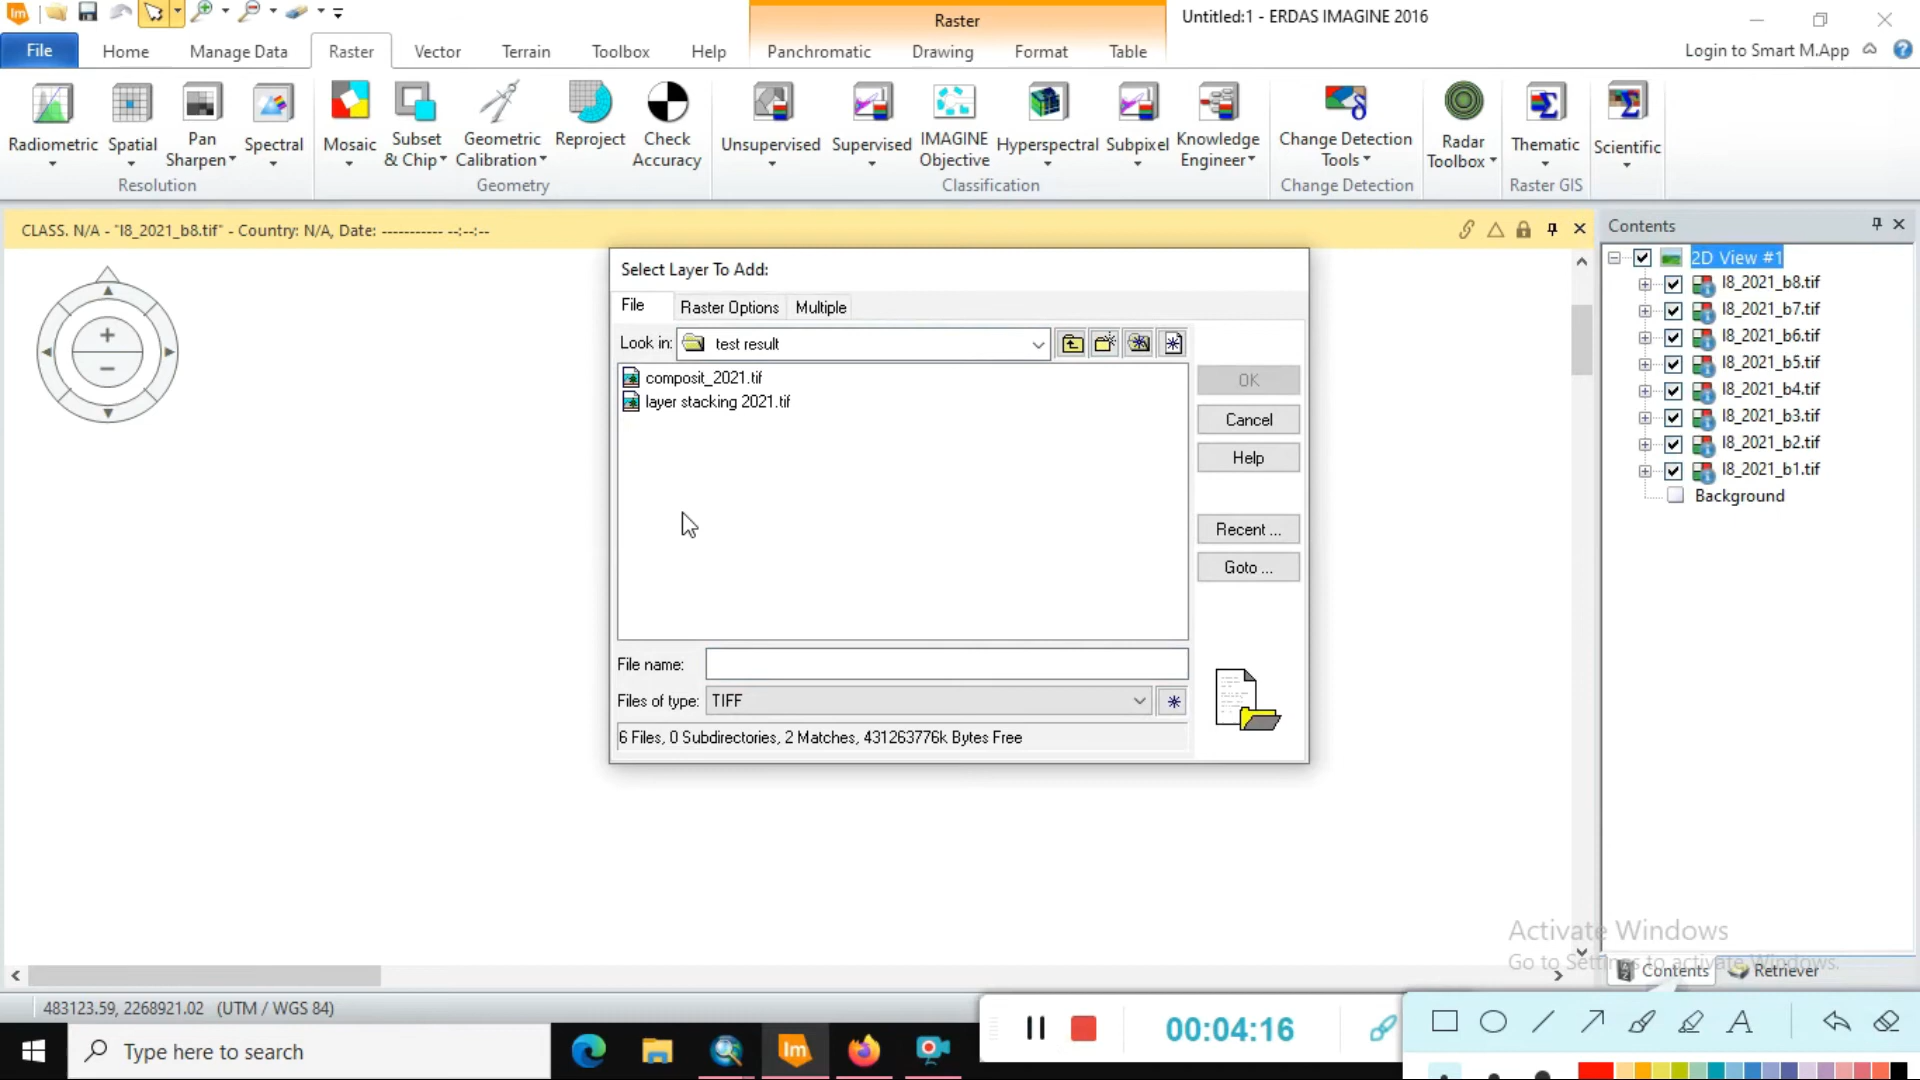 Raster
Untitled:1 - ERDAS IMAGINE 2016
File
Home
Manage Data
Raster
Vector
Terrain
Toolbox
Help
Panchromatic
Drawing
Format
Table
Login to Smart M.App
Radiometric
Spatial
Pan
Sharpen
Spectral
Mosaic
Subset
& Chip
Geometric
Calibration
Reproject
Check
Accuracy
Unsupervised
Supervised
IMAGINE
Objective
Hyperspectral
Subpixel
Knowledge
Engineer
Change Detection
Tools
Radar
Toolbox
Thematic
Scientific
Resolution
Geometry
Classification
Change Detection
Raster GIS
CLASS. N/A - "l8_2021_b8.tif" - Country: N/A, Date: ----------- --:--:--
Contents
2D View #1
l8_2021_b8.tif
l8_2021_b7.tif
l8_2021_b6.tif
l8_2021_b5.tif
l8_2021_b4.tif
l8_2021_b3.tif
l8_2021_b2.tif
l8_2021_b1.tif
Background
Select Layer To Add:
File
Raster Options
Multiple
Look in:
test result
composit_2021.tif
layer stacking 2021.tif
OK
Cancel
Help
Recent ...
Goto ...
File name:
Files of type:
TIFF
6 Files, 0 Subdirectories, 2 Matches, 431263776k Bytes Free
Activate Windows
Go to Settings to activate Windows.
Contents
Retriever
483123.59, 2268921.02 (UTM / WGS 84)
Type here to search
Im
00:04:16